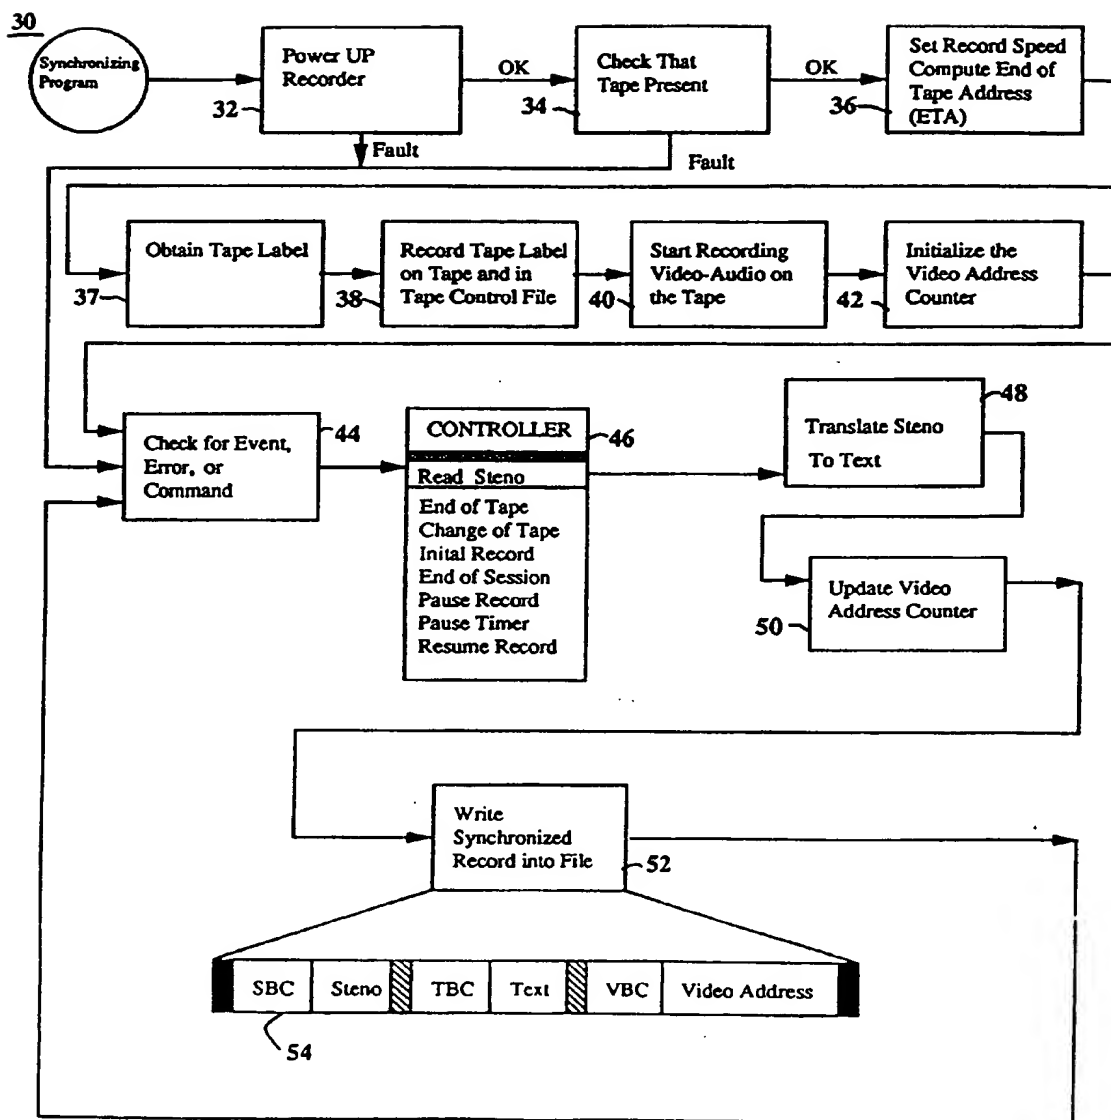 30
Synchronizing
Program
Power UP
Recorder
32
OK
Fault
Check That
Tape Present
34
OK
Fault
Set Record Speed
Compute End of
Tape Address
(ETA)
36
Obtain Tape Label
37
Record Tape Label
on Tape and in
Tape Control File
38
Start Recording
Video-Audio on
the Tape
40
Initialize the
Video Address
Counter
42
Check for Event,
Error, or
Command
44
CONTROLLER
46
Read Steno
End of Tape
Change of Tape
Inital Record
End of Session
Pause Record
Pause Timer
Resume Record
Translate Steno
To Text
48
Update Video
Address Counter
50
Write
Synchronized
Record into File
52
SBC Steno TBC Text VBC Video Address
54